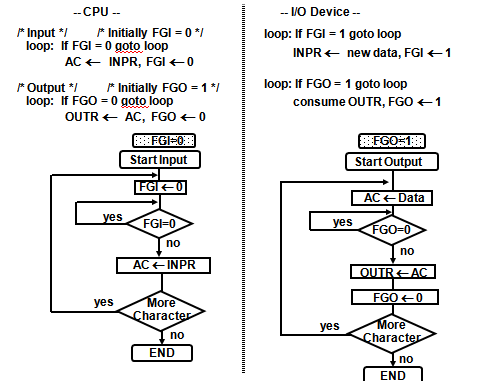 -- CPU --
/* Input */ /* Initially FGI = 0 */
loop: If FGI = 0 goto loop
AC ← INPR, FGI ← 0
/* Output */ /* Initially FGO = 1 */
loop: If FGO = 0 goto loop
OUTR ← AC, FGO ← 0
FGI=0
Start Input
FGI ← 0
yes
FGI=0
no
AC ← INPR
yes
More
Character
no
END
-- I/O Device --
loop: If FGI = 1 goto loop
INPR ← new data, FGI ← 1
loop: If FGO = 1 goto loop
consume OUTR, FGO ← 1
FGO=1
Start Output
AC ← Data
yes
FGO=0
no
OUTR ← AC
FGO ← 0
yes
More
Character
no
END